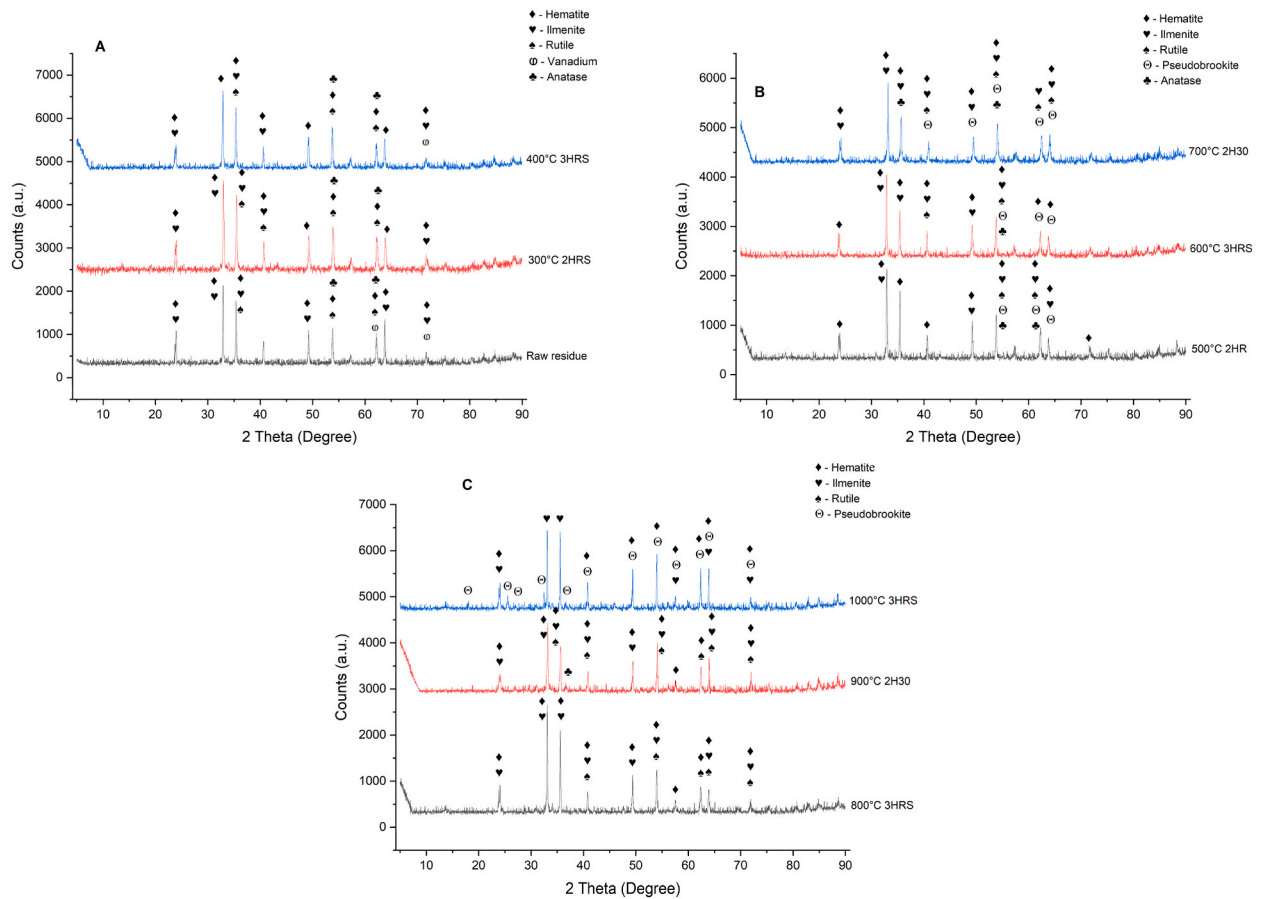 A
♦ - Hematite
♥ - Ilmenite
♠ - Rutile
φ - Vanadium
♣ - Anatase
7000
6000
5000
4000
3000
2000
1000
0
Counts (a.u.)
400°C 3HRS
300°C 2HRS
Raw residue
10 20 30 40 50 60 70 80 90
2 Theta (Degree)
B
♦ - Hematite
♥ - Ilmenite
♠ - Rutile
Θ - Pseudobrookite
♣ - Anatase
6000
5000
4000
3000
2000
1000
0
Counts (a.u.)
700°C 2H30
600°C 3HRS
500°C 2HR
10 20 30 40 50 60 70 80 90
2 Theta (Degree)
C
♦ - Hematite
♥ - Ilmenite
♠ - Rutile
Θ - Pseudobrookite
7000
6000
5000
4000
3000
2000
1000
0
Counts (a.u.)
1000°C 3HRS
900°C 2H30
800°C 3HRS
10 20 30 40 50 60 70 80 90
2 Theta (Degree)